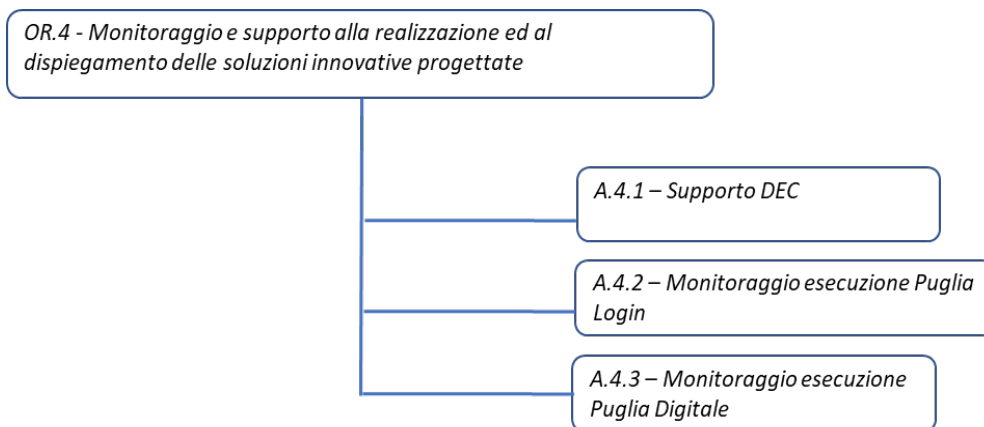 OR.4 - Monitoraggio e supporto alla realizzazione ed al
dispiegamento delle soluzioni innovative progettate
A.4.1 – Supporto DEC
A.4.2 – Monitoraggio esecuzione Puglia
Login
A.4.3 – Monitoraggio esecuzione
Puglia Digitale